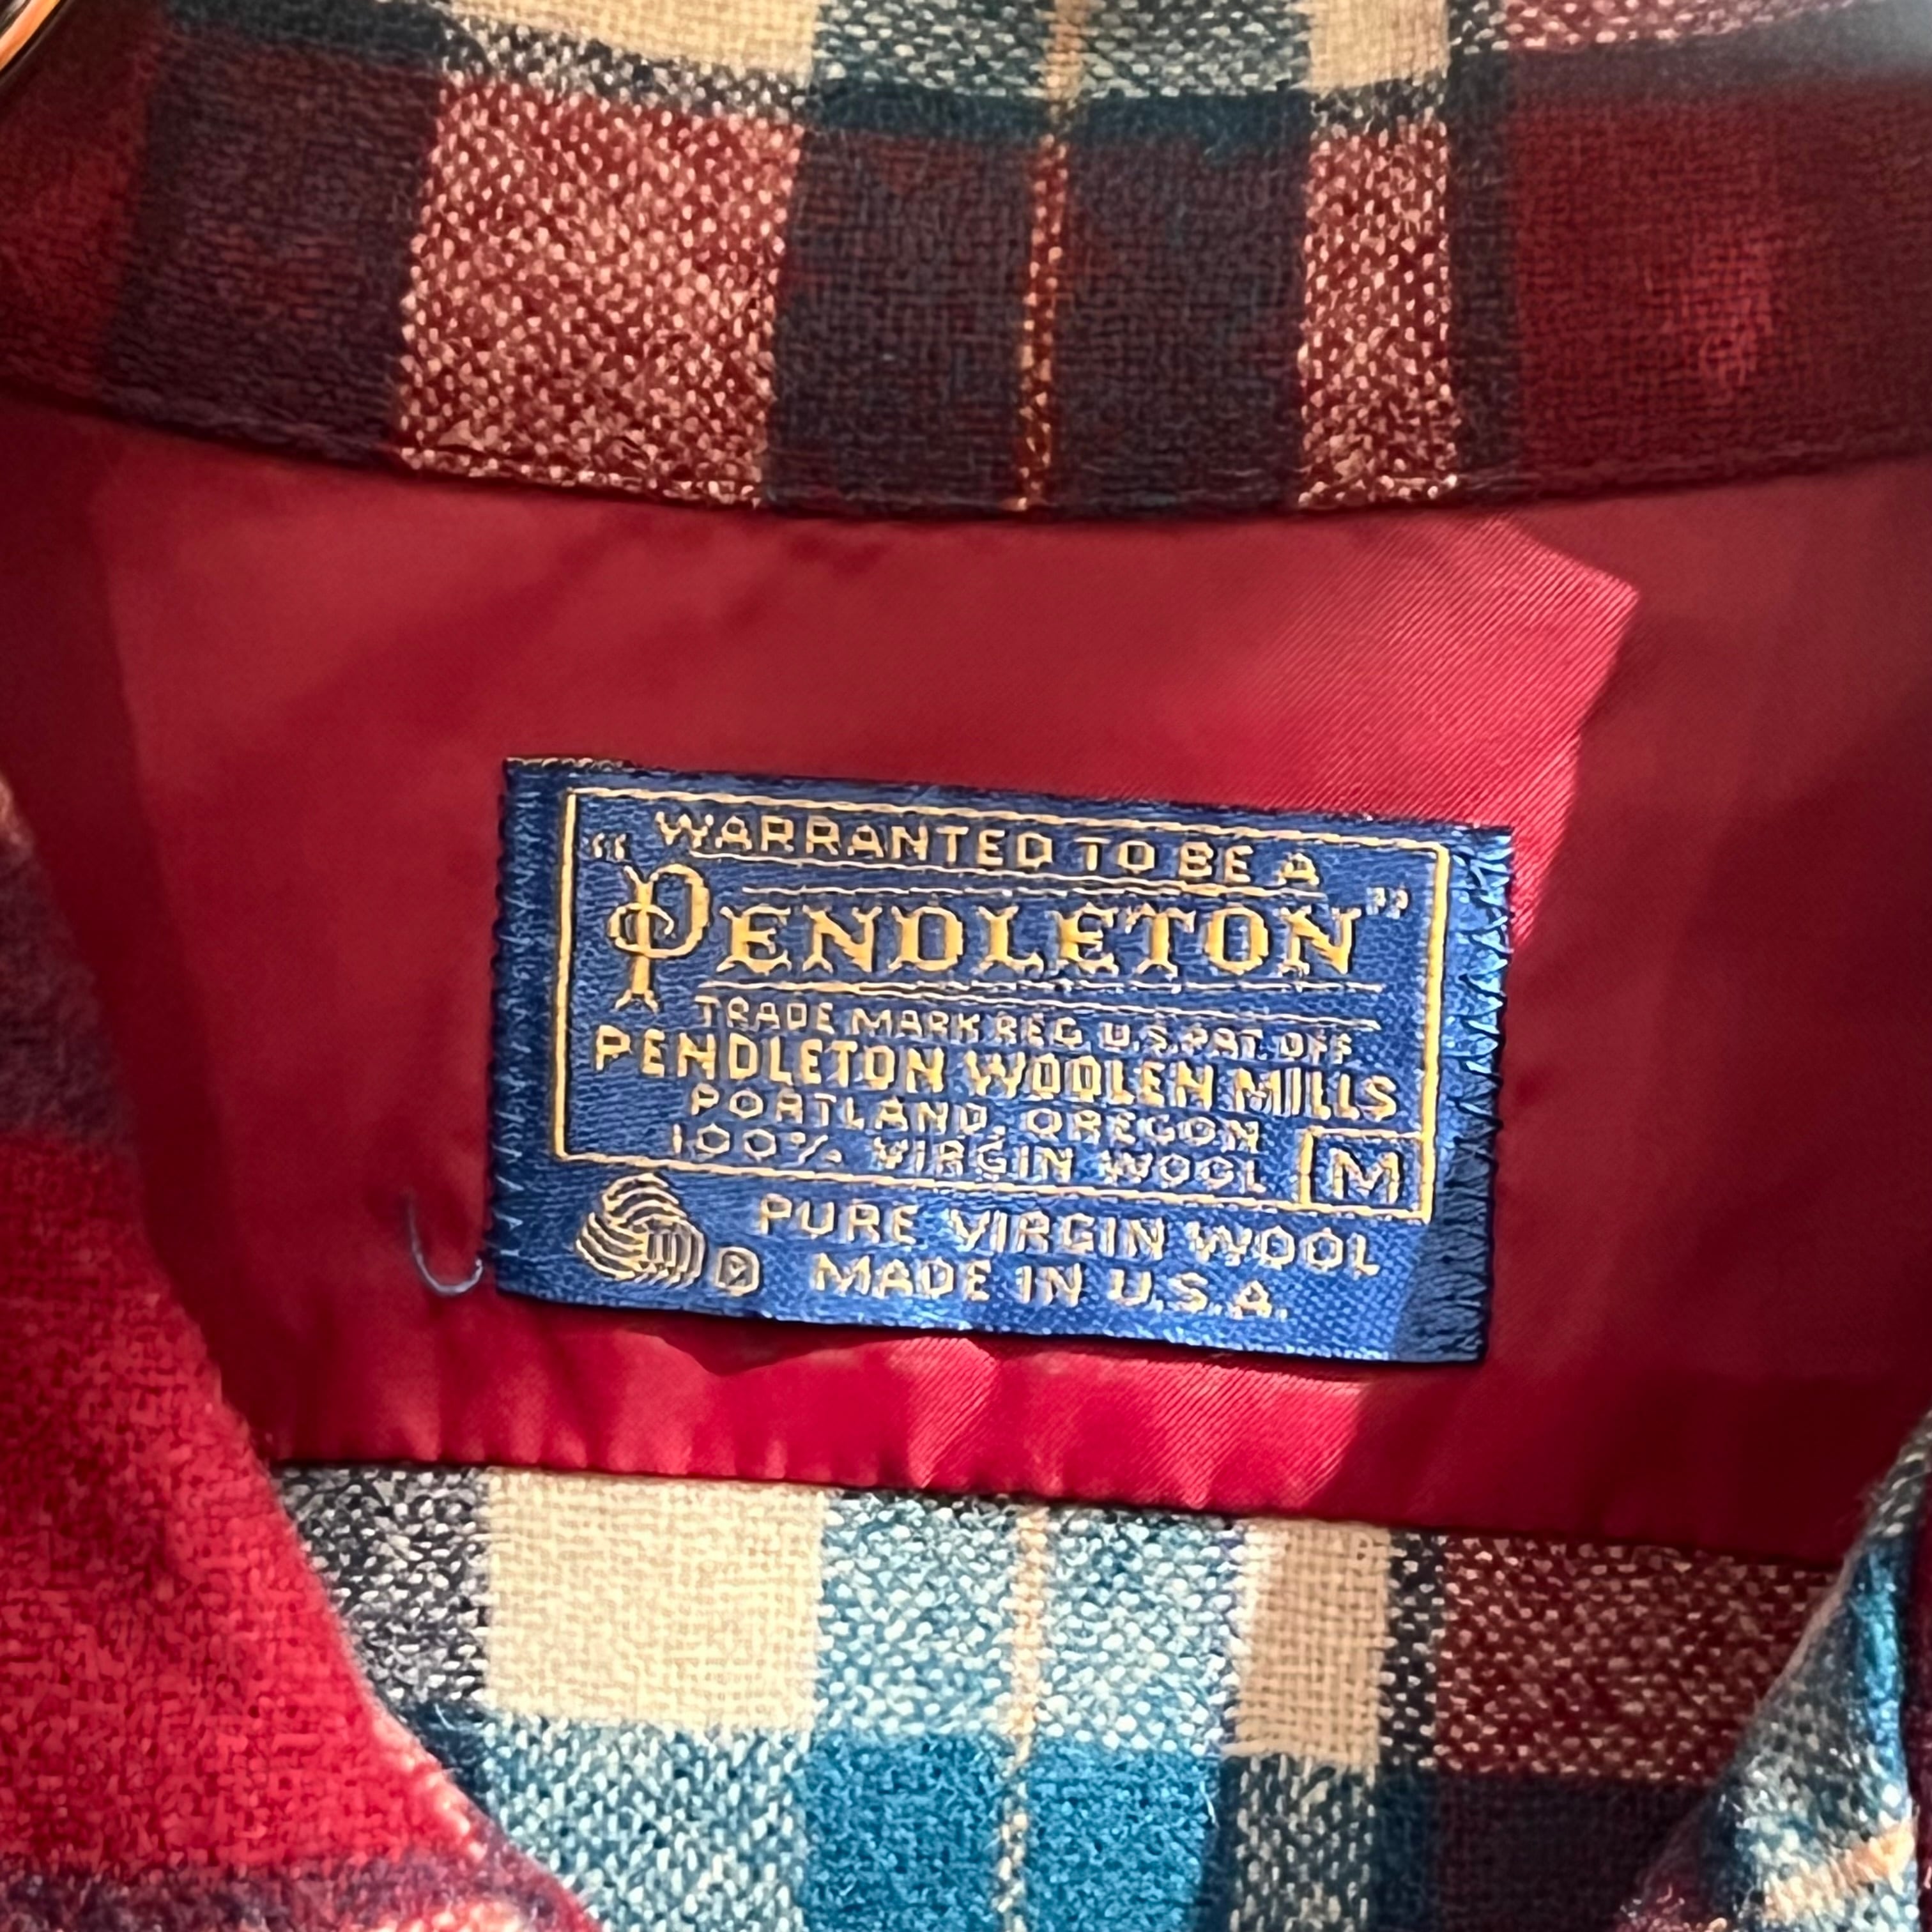 WARRANTED TO BE A
"PENDLETON"
TRADE MARK REG. U.S. PAT. OFF.
PENDLETON WOOLEN MILLS
PORTLAND, OREGON
100% VIRGIN WOOL M
PURE VIRGIN WOOL
R MADE IN U.S.A.